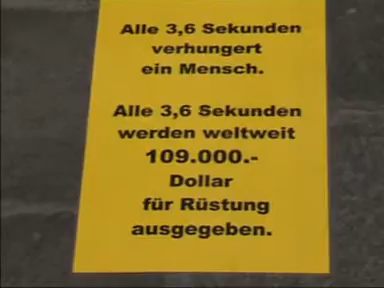 Alle 3,6 Sekunden
verhungert
ein Mensch.
Alle 3,6 Sekunden
werden weltweit
109.000.-
Dollar
für Rüstung
ausgegeben.